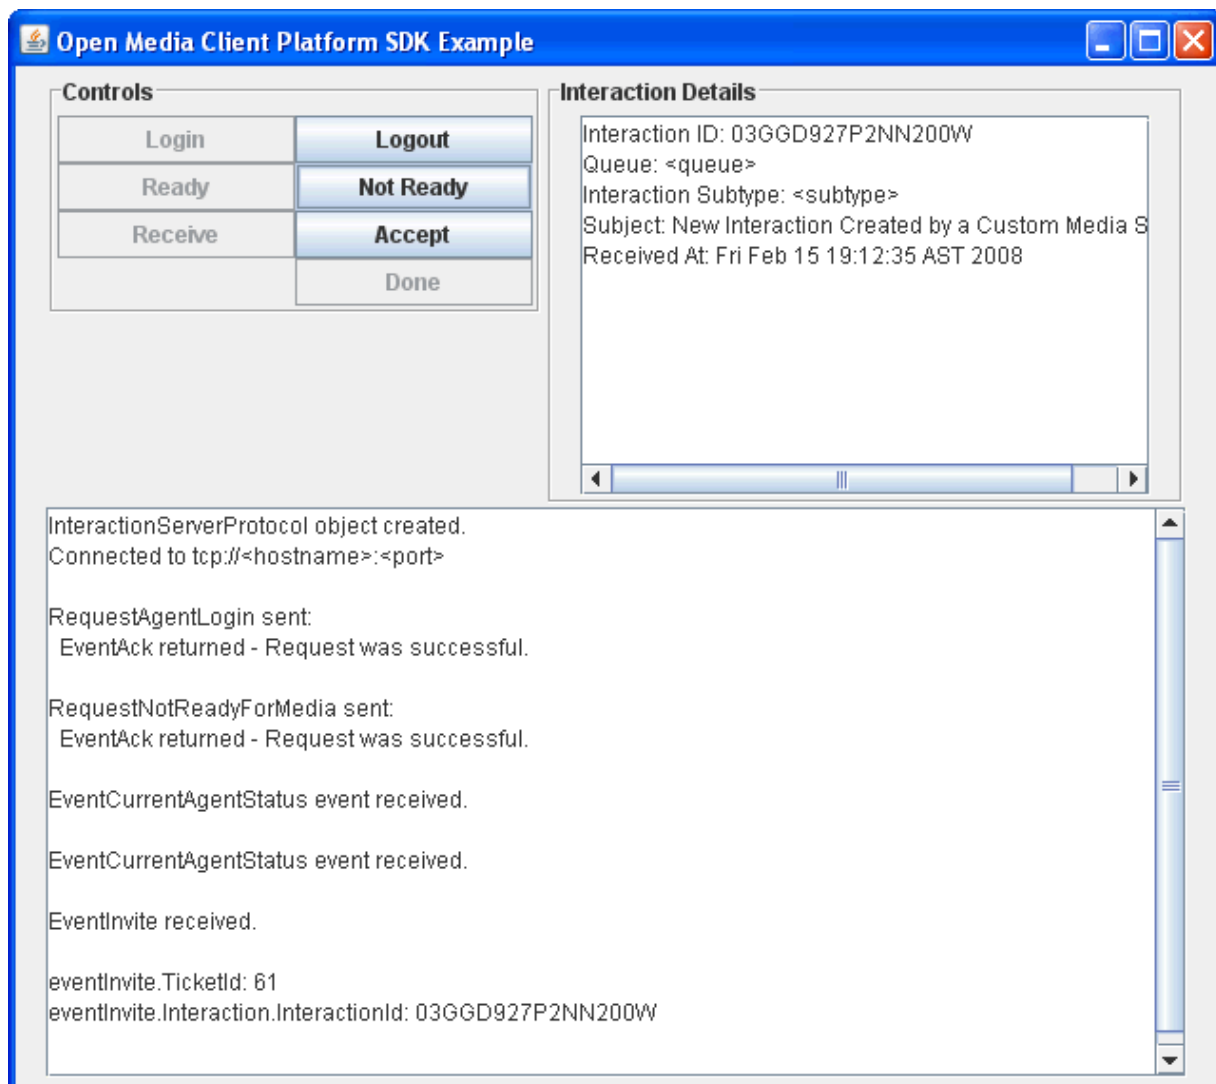 Open Media Client Platform SDK Example
Controls
Login Logout
Ready Not Ready
Receive Accept
Done
Interaction Details
Interaction ID: 03GGD927P2NN200W
Queue: <queue>
Interaction Subtype: <subtype>
Subject: New Interaction Created by a Custom Media S
Received At: Fri Feb 15 19:12:35 AST 2008
InteractionServerProtocol object created.
Connected to tcp://<hostname>:<port>
RequestAgentLogin sent:
EventAck returned - Request was successful.
RequestNotReadyForMedia sent:
EventAck returned - Request was successful.
EventCurrentAgentStatus event received.
EventCurrentAgentStatus event received.
EventInvite received.
eventInvite.TicketId: 61
eventInvite.Interaction.InteractionId: 03GGD927P2NN200W